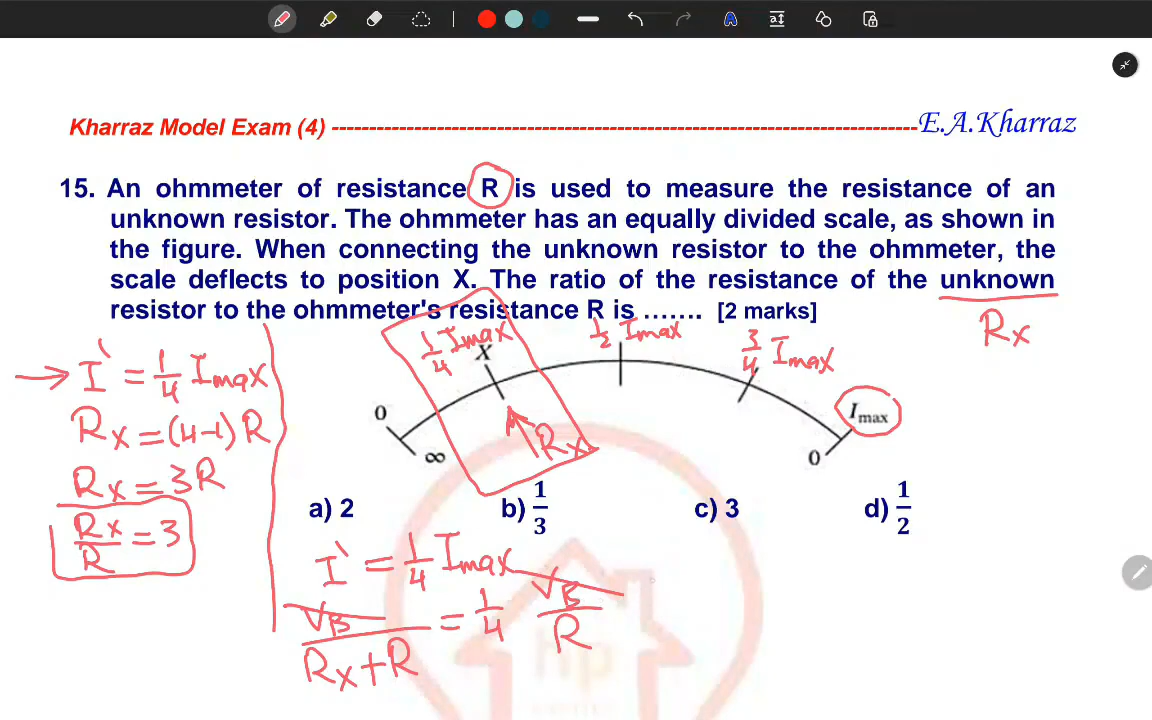 Kharraz Model Exam (4) ---------------------------------------------------------------------------E.A.Kharraz
15. An ohmmeter of resistance R is used to measure the resistance of an
unknown resistor. The ohmmeter has an equally divided scale, as shown in
the figure. When connecting the unknown resistor to the ohmmeter, the
scale deflects to position X. The ratio of the resistance of the unknown
resistor to the ohmmeter's resistance R is ……. [2 marks]
Rx
1/4 Imax
1/2 Imax
3/4 Imax
X
0
Imax
∞
0
Rx
→ I' = 1/4 Imax
Rx = (4-1) R
Rx = 3R
Rx/R = 3
a) 2 b) 1/3 c) 3 d) 1/2
I' = 1/4 Imax
VB/(Rx+R) = 1/4 VB/R
hp